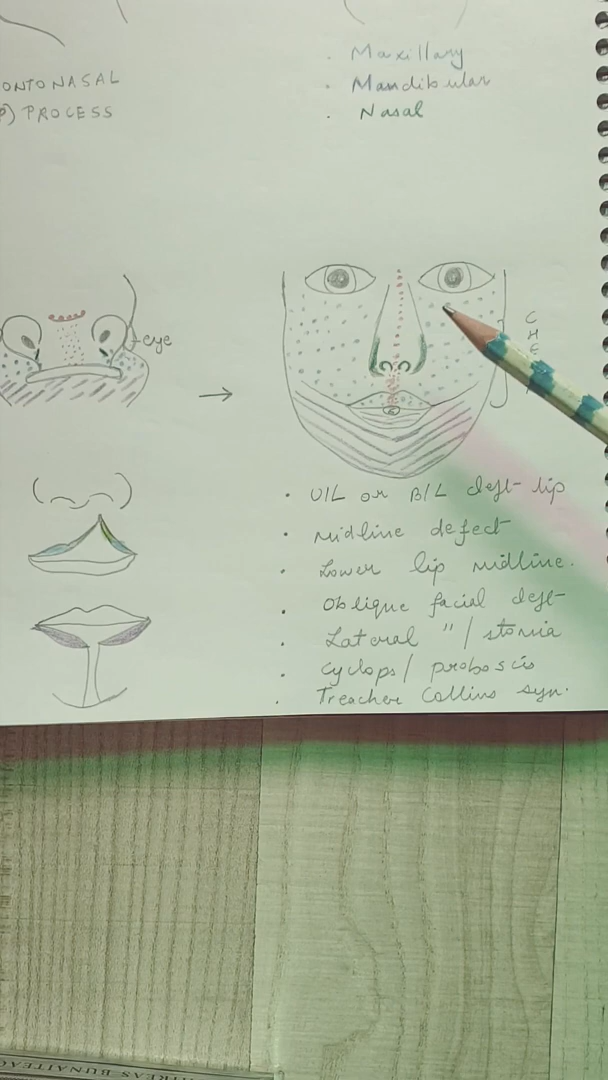 ONTONASAL
) PROCESS
. Maxillary
. Mandibular
. Nasal
eye
C
H
E
. U/L or B/L cleft lip
. midline defect
. Lower lip midline.
. Oblique facial cleft
. Lateral " / stomia
. Cyclops / proboscis
. Treacher Collins syn.